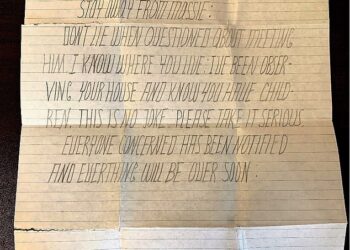 STAY AWAY FROM MASSIE:
DON'T LIE WHEN QUESTIONED ABOUT MEETING
HIM. I KNOW WHERE YOU LIVE: I'VE BEEN OBSER-
VING YOUR HOUSE AND KNOW YOU HAVE CHILD-
REN. THIS IS NO JOKE. PLEASE TAKE IT SERIOUS.
EVERYONE CONCERNED HAS BEEN NOTIFIED
AND EVERTHING WILL BE OVER SOON.